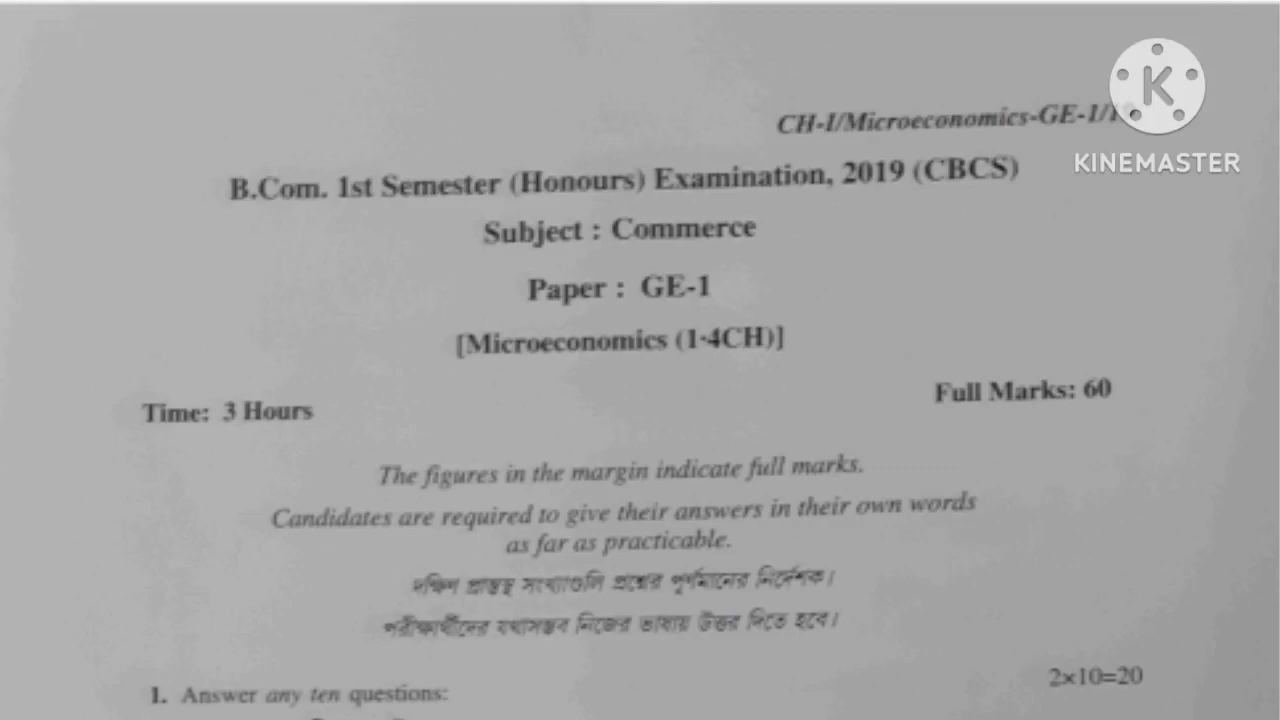 CH-I/Microeconomics-GE-1/1
KINEMASTER
B.Com. 1st Semester (Honours) Examination, 2019 (CBCS)
Subject : Commerce
Paper : GE-1
[Microeconomics (1·4CH)]
Time: 3 Hours
Full Marks: 60
The figures in the margin indicate full marks.
Candidates are required to give their answers in their own words
as far as practicable.
দক্ষিণ প্রান্তস্থ সংখ্যাগুলি প্রশ্নের পূর্ণমানের নির্দেশক।
পরীক্ষার্থীদের যথাসম্ভব নিজের ভাষায় উত্তর দিতে হবে।
1. Answer any ten questions:
2×10=20